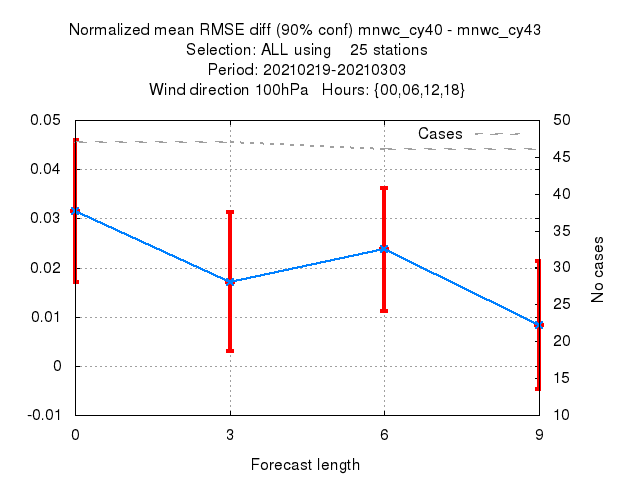 Normalized mean RMSE diff (90% conf) mnwc_cy40 - mnwc_cy43
Selection: ALL using    25 stations
Period: 20210219-20210303
Wind direction 100hPa   Hours: {00,06,12,18}
Cases
0.05
0.04
0.03
0.02
0.01
0
-0.01
50
45
40
35
30
25
20
15
10
No cases
0
3
6
9
Forecast length